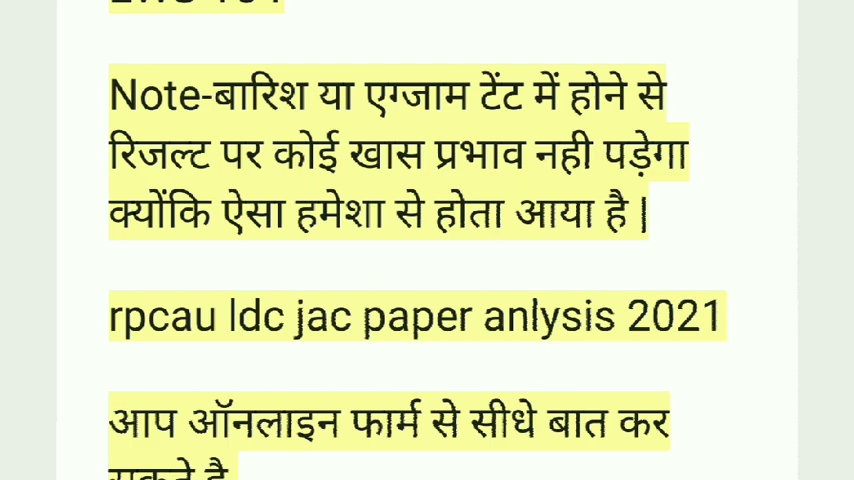 Note-बारिश या एग्जाम टेंट में होने से
रिजल्ट पर कोई खास प्रभाव नही पड़ेगा
क्योंकि ऐसा हमेशा से होता आया है |
rpcau ldc jac paper anlysis 2021
आप ऑनलाइन फार्म से सीधे बात कर
सकते है